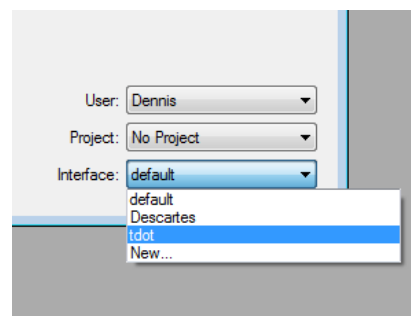 User: Dennis
Project: No Project
Interface: default
default
Descartes
tdot
New...